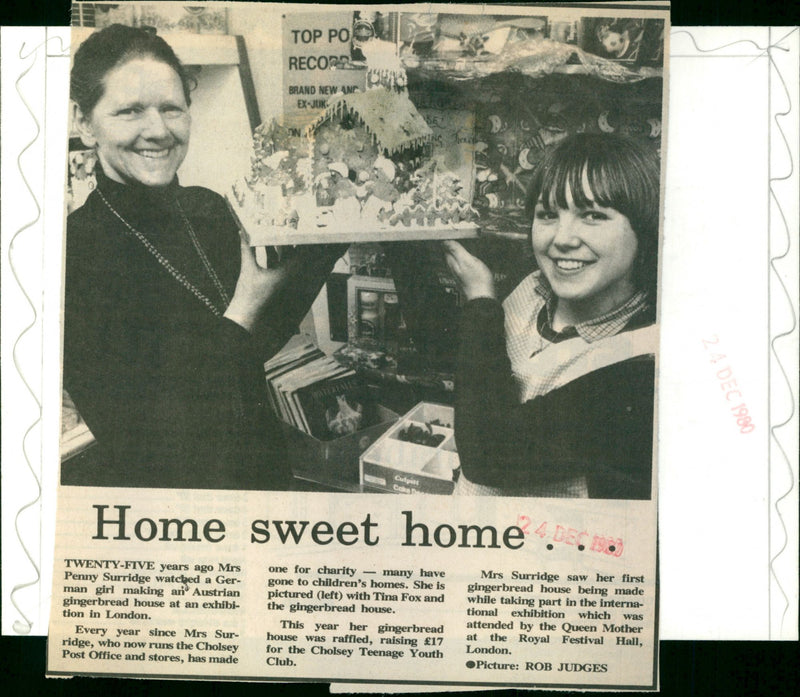 TOP PO
RECOR
BRAND NEW AND
EX-JUK
ON
Culpitt
Cake
Home sweet home . . .
24 DEC 1980
TWENTY-FIVE years ago Mrs
Penny Surridge watched a Ger-
man girl making an Austrian
gingerbread house at an exhibi-
tion in London.
Every year since Mrs Sur-
ridge, who now runs the Cholsey
Post Office and stores, has made
one for charity — many have
gone to children's homes. She is
pictured (left) with Tina Fox and
the gingerbread house.
This year her gingerbread
house was raffled, raising £17
for the Cholsey Teenage Youth
Club.
Mrs Surridge saw her first
gingerbread house being made
while taking part in the interna-
tional exhibition which was
attended by the Queen Mother
at the Royal Festival Hall,
London.
●Picture: ROB JUDGES
24 DEC 1980